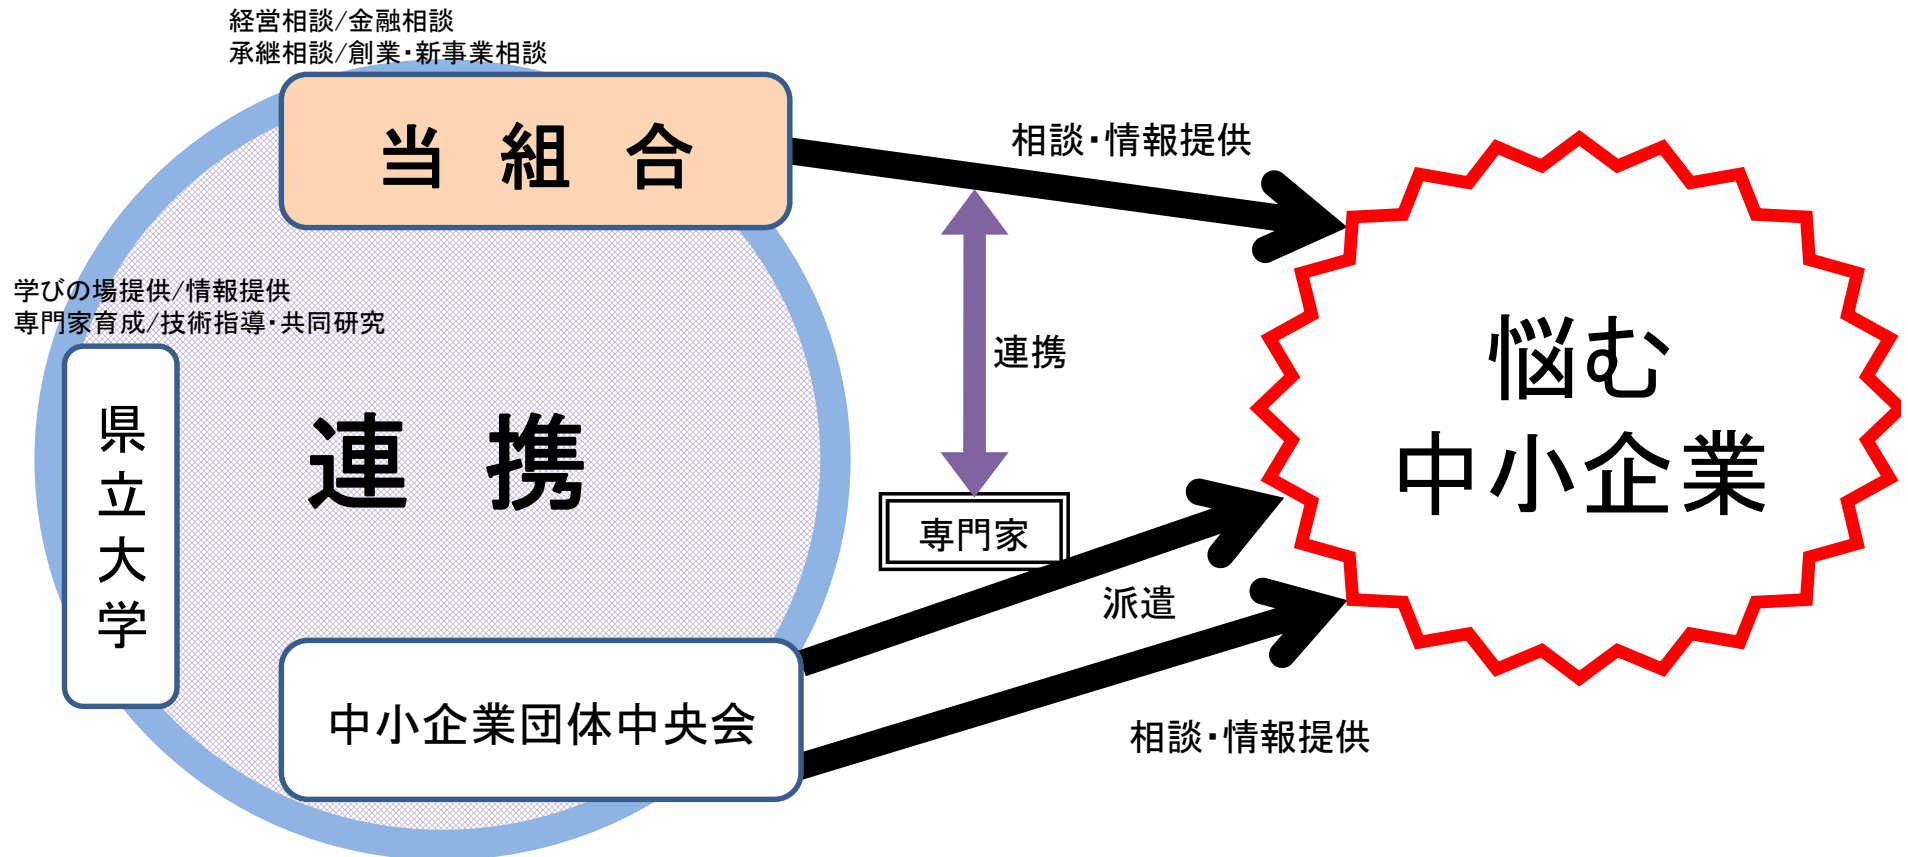 経営相談/金融相談
承継相談/創業・新事業相談
当 組 合
相談・情報提供
学びの場提供/情報提供
専門家育成/技術指導・共同研究
県立大学
連 携
連携
専門家
悩む
中小企業
派遣
中小企業団体中央会
相談・情報提供